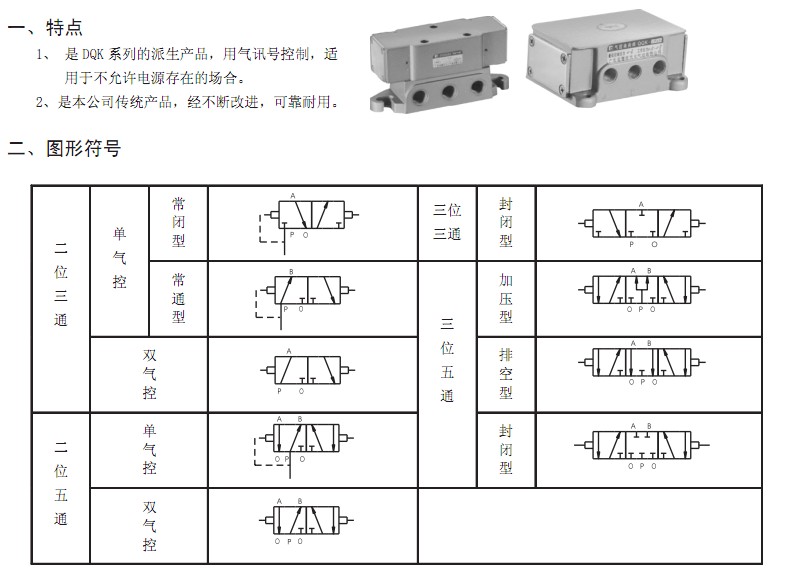 一、特点
1、 是DQK系列的派生产品，用气讯号控制，适
用于不允许电源存在的场合。
2、是本公司传统产品，经不断改进，可靠耐用。
二、图形符号
二位三通
单气控
常闭型
A
P O
常通型
B
P O
双气控
A
P O
二位五通
单气控
A B
O P O
双气控
A B
O P O
三位
三通
封闭型
A
P O
三位五通
加压型
A B
O P O
排空型
A B
O P O
封闭型
A B
O P O